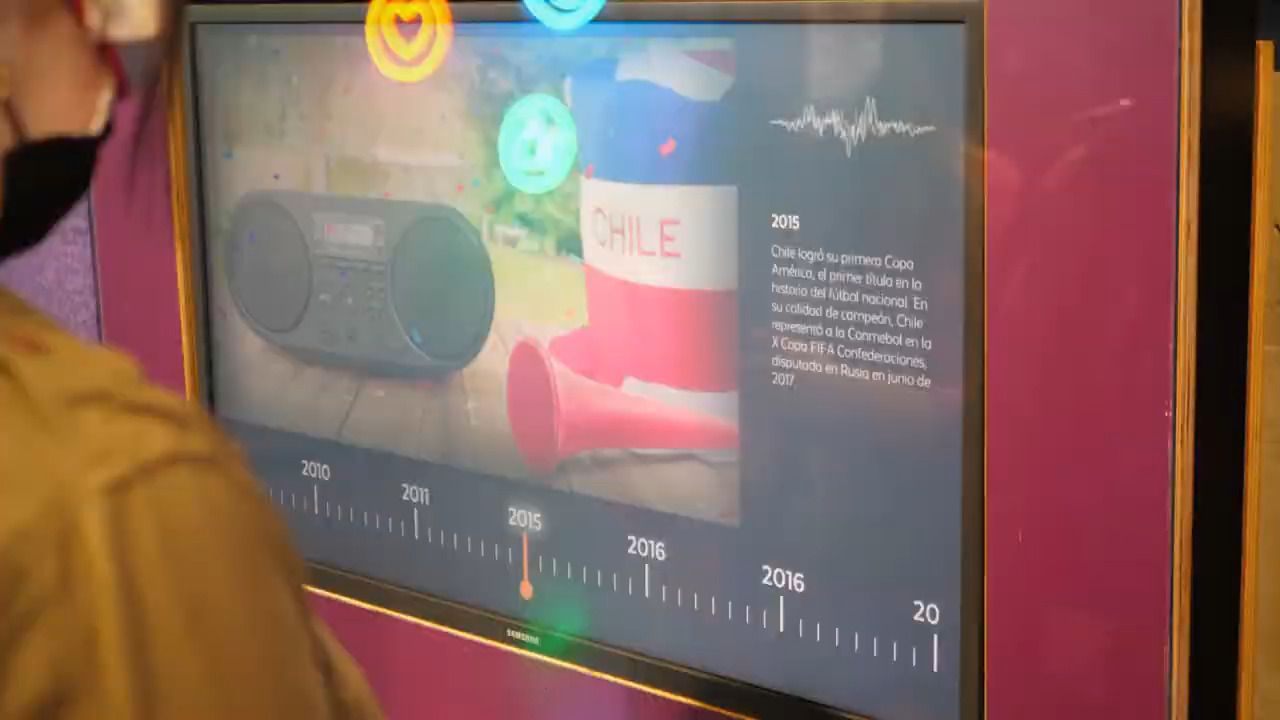 CHILE
2015
Chile logró su primera Copa
América, el primer título en la
historia del fútbol nacional. En
su calidad de campeón, Chile
representó a la Conmebol en la
X Copa FIFA Confederaciones,
disputada en Rusia en junio de
2017.
2010
2011
2015
2016
2016
20
SAMSUNG